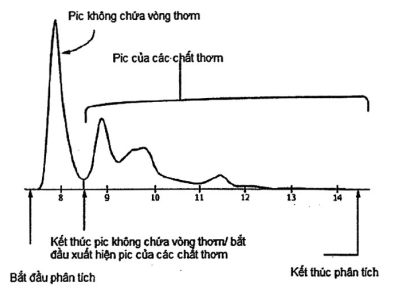 Pic không chứa vòng thơm
Pic của các chất thơm
8 9 10 11 12 13 14
Kết thúc pic không chứa vòng thơm/ bắt
đầu xuất hiện pic của các chất thơm
Kết thúc phân tích
Bắt đầu phân tích